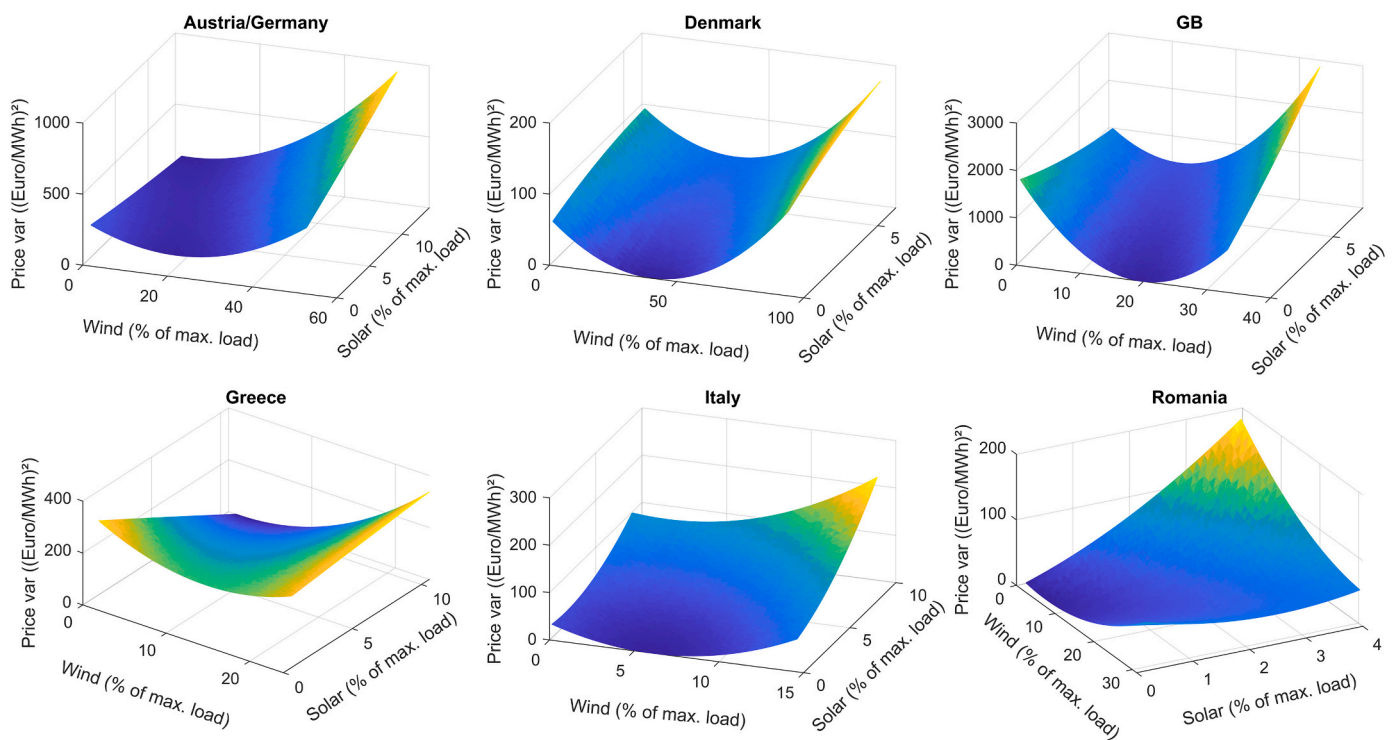 Austria/Germany
Price var ((Euro/MWh)²)
1000
500
0
0
20
40
60
Wind (% of max. load)
0
5
10
Solar (% of max. load)
Denmark
Price var ((Euro/MWh)²)
200
100
0
0
50
100
Wind (% of max. load)
0
5
Solar (% of max. load)
GB
Price var ((Euro/MWh)²)
3000
2000
1000
0
0
10
20
30
40
Wind (% of max. load)
0
5
Solar (% of max. load)
Greece
Price var ((Euro/MWh)²)
400
200
0
0
10
20
Wind (% of max. load)
0
5
10
Solar (% of max. load)
Italy
Price var ((Euro/MWh)²)
300
200
100
0
0
5
10
15
Wind (% of max. load)
0
5
10
Solar (% of max. load)
Romania
Price var ((Euro/MWh)²)
200
100
0
0
10
20
30
Wind (% of max. load)
0
1
2
3
4
Solar (% of max. load)